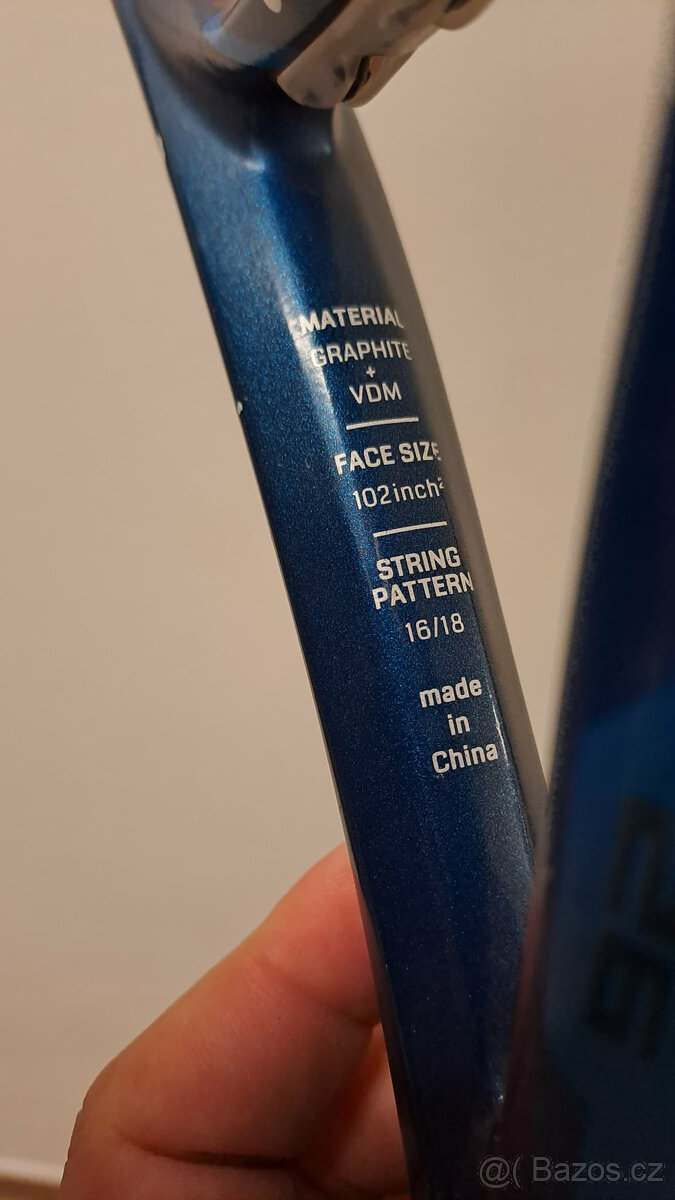 MATERIAL
GRAPHITE
+
VDM
FACE SIZE
102inch²
STRING
PATTERN
16/18
made
in
China
@( Bazos.cz